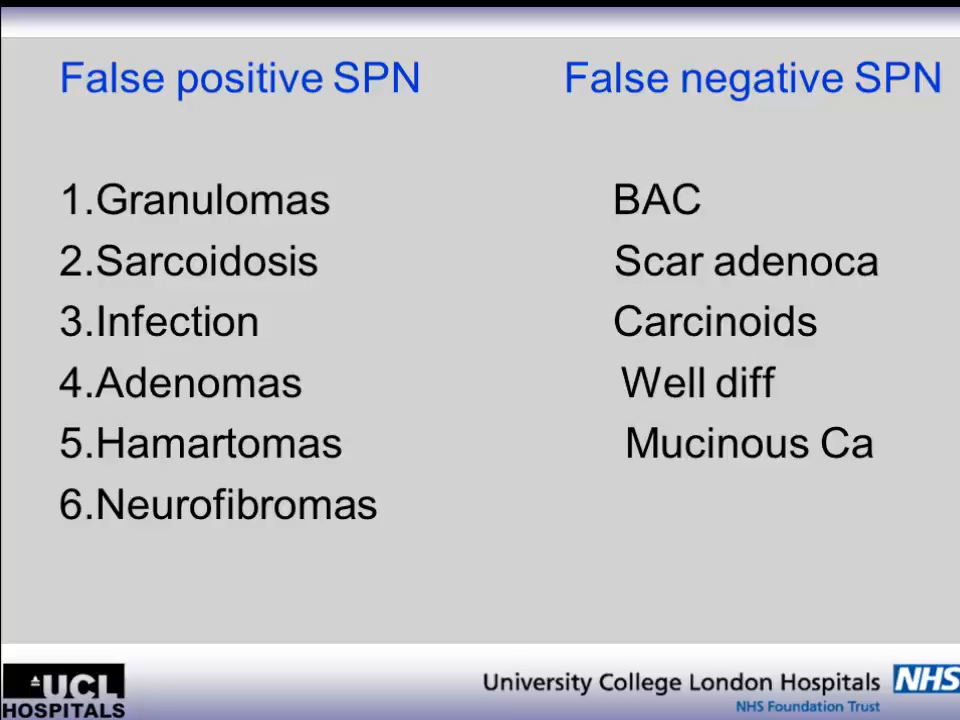 False positive SPN False negative SPN
1.Granulomas BAC
2.Sarcoidosis Scar adenoca
3.Infection Carcinoids
4.Adenomas Well diff
5.Hamartomas Mucinous Ca
6.Neurofibromas
UCL
HOSPITALS
University College London Hospitals NHS
NHS Foundation Trust